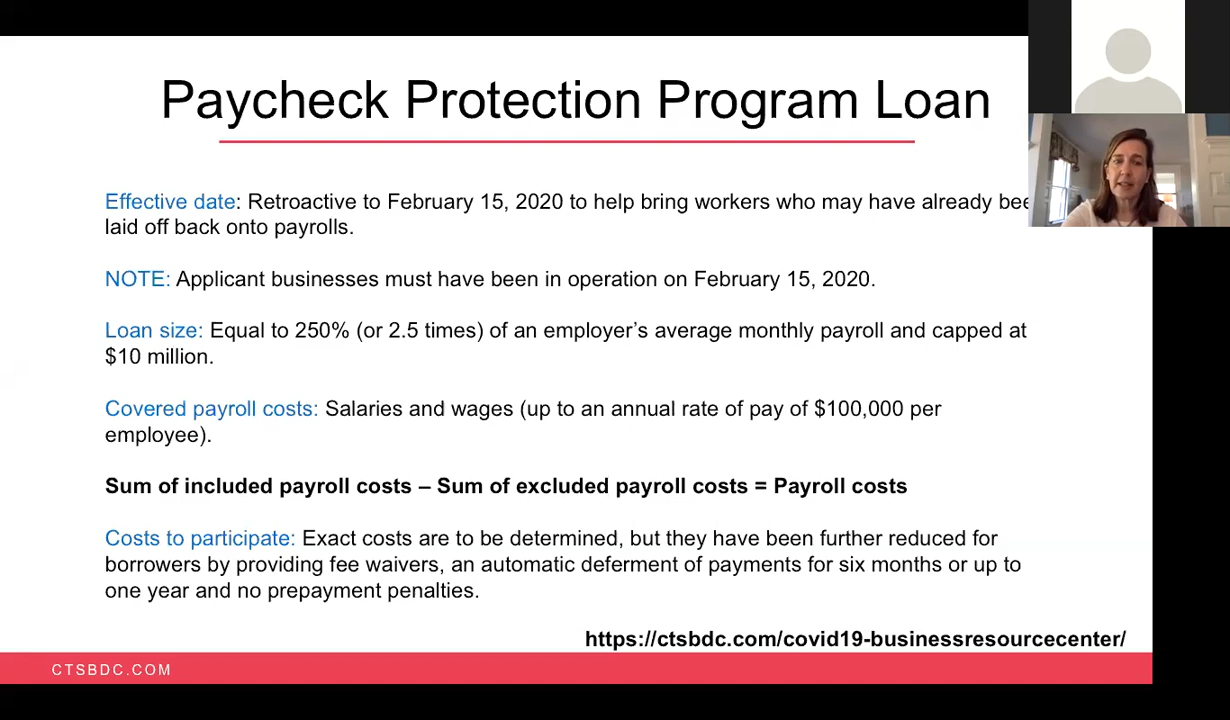 Paycheck Protection Program Loan
Effective date: Retroactive to February 15, 2020 to help bring workers who may have already
laid off back onto payrolls.
NOTE: Applicant businesses must have been in operation on February 15, 2020.
Loan size: Equal to 250% (or 2.5 times) of an employer’s average monthly payroll and capped at
$10 million.
Covered payroll costs: Salaries and wages (up to an annual rate of pay of $100,000 per
employee).
Sum of included payroll costs – Sum of excluded payroll costs = Payroll costs
Costs to participate: Exact costs are to be determined, but they have been further reduced for
borrowers by providing fee waivers, an automatic deferment of payments for six months or up to
one year and no prepayment penalties.
https://ctsbdc.com/covid19-businessresourcecenter/
CTSBDC.COM